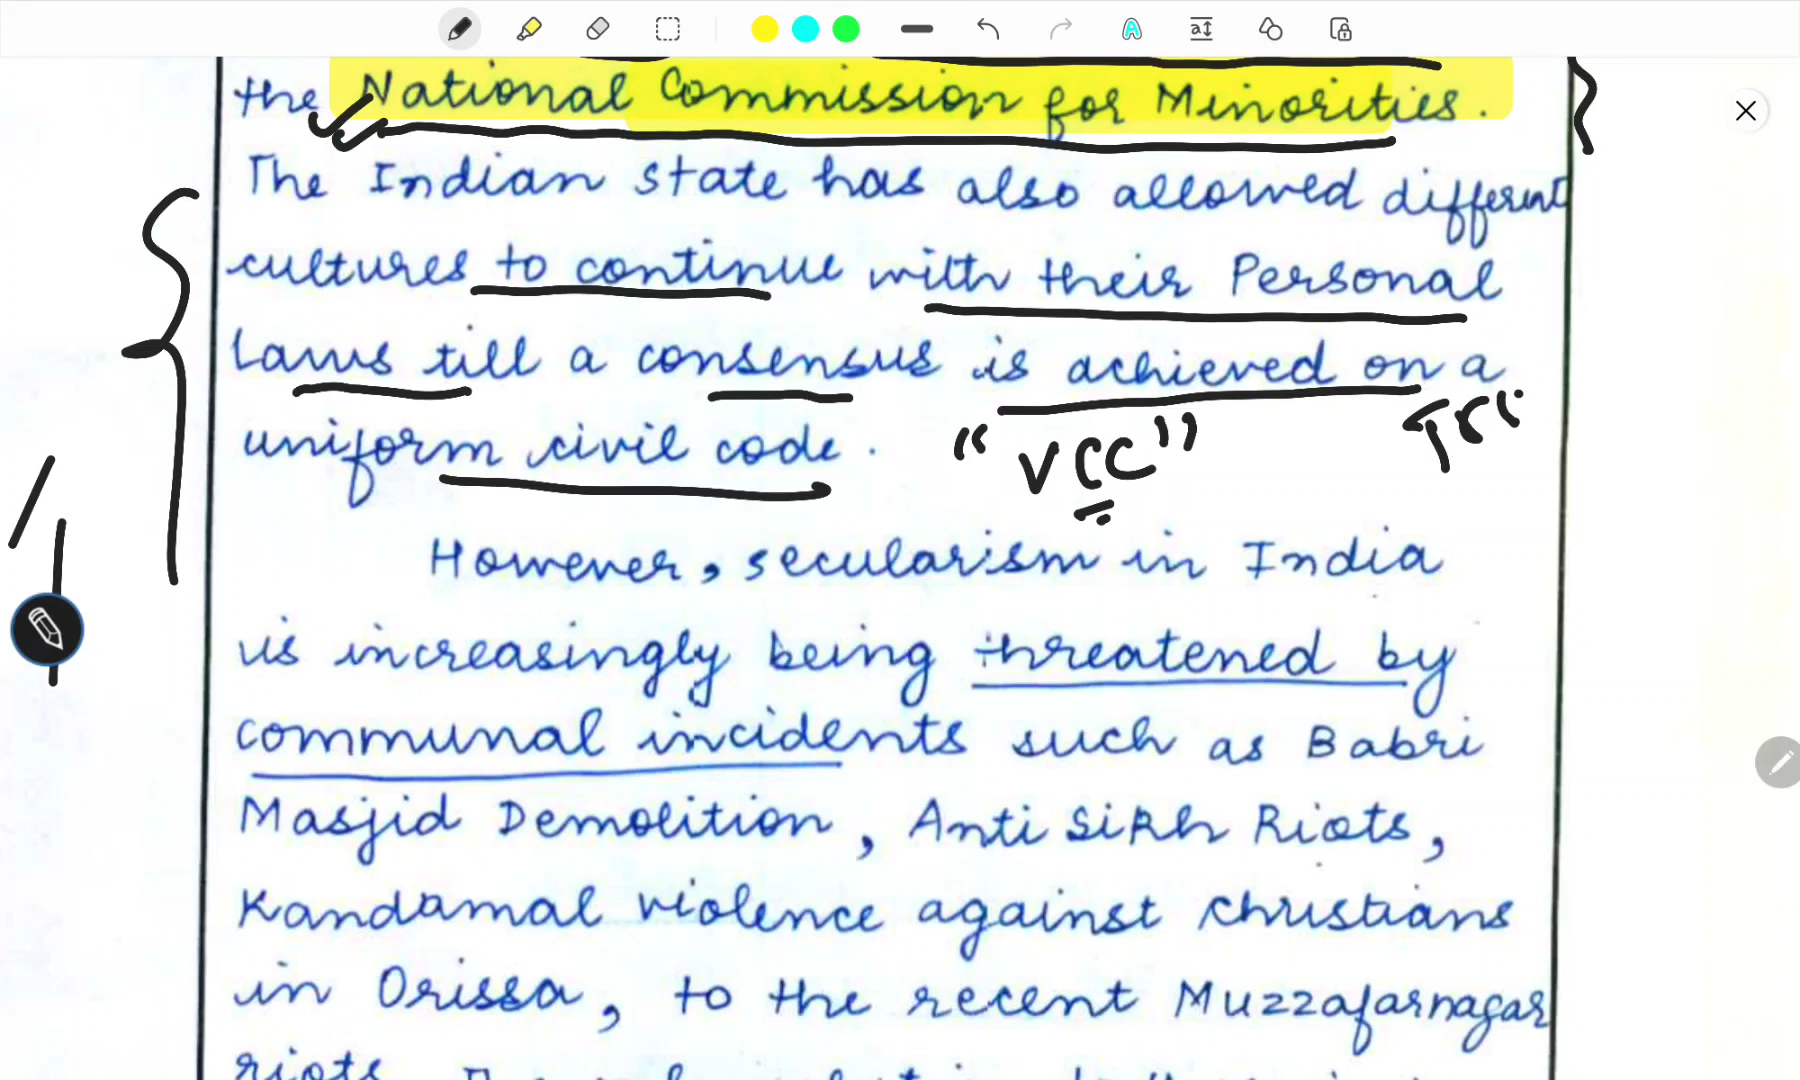 the National Commission for Minorities.
The Indian state has also allowed different
cultures to continue with their Personal
Laws till a consensus is achieved on a
uniform civil code.
"UCC"
However, secularism in India
is increasingly being threatened by
communal incidents such as Babri
Masjid Demolition, Anti Sikh Riots,
Kandamal violence against christians
in Orissa, to the recent Muzzafarnagar
riots.